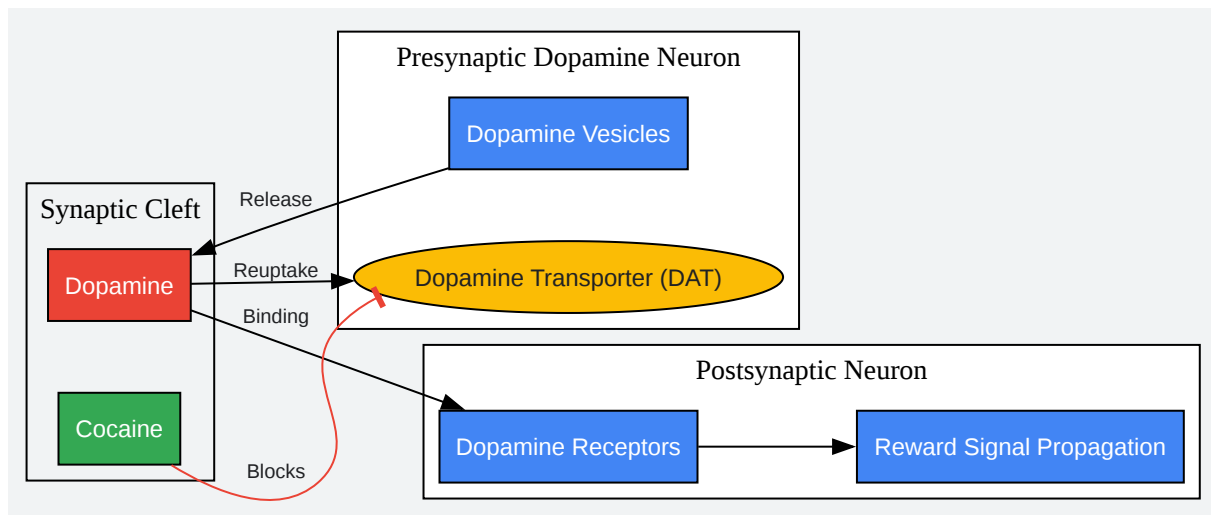 Presynaptic Dopamine Neuron
Dopamine Vesicles
Release
Synaptic Cleft
Dopamine
Reuptake
Dopamine Transporter (DAT)
Binding
Postsynaptic Neuron
Cocaine
Blocks
Dopamine Receptors
Reward Signal Propagation